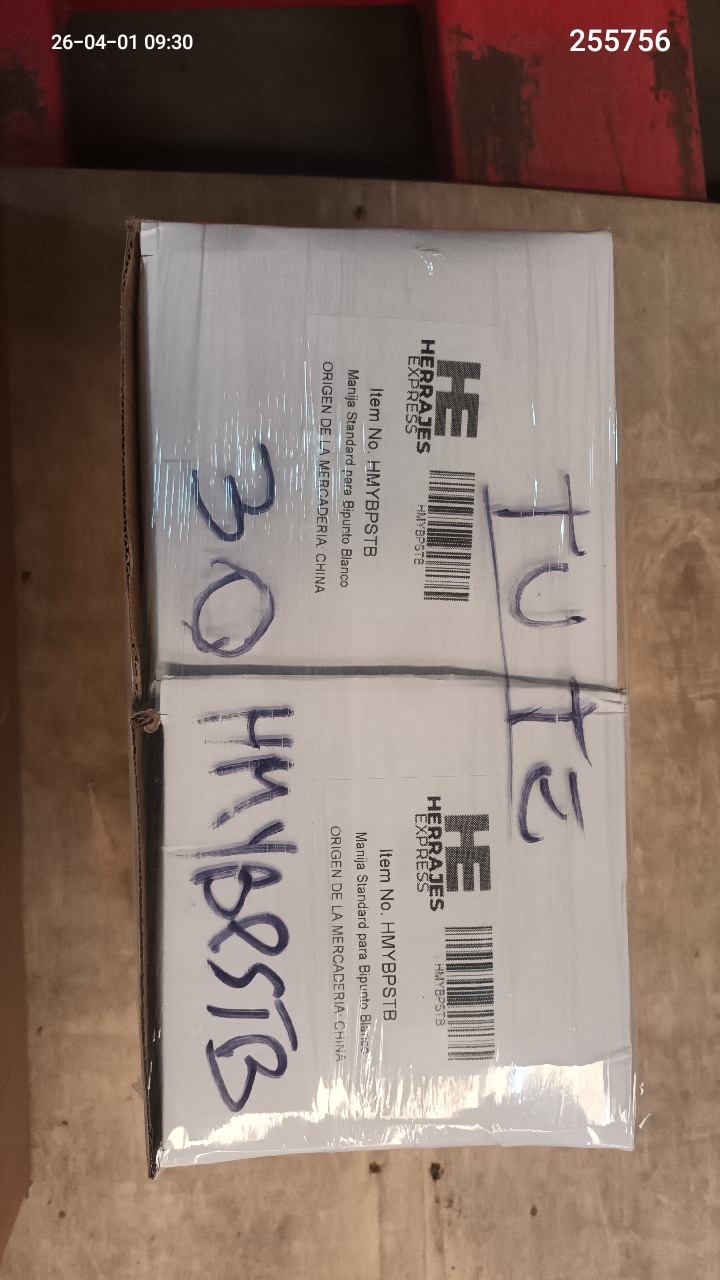 26-04-01 09:30
255756
TUTE
HE
HERRAJES
EXPRESS
HMYBPSTB
Item No. HMYBPSTB
Manija Standard para Bipunto Blanco
ORIGEN DE LA MERCADERIA: CHINA
HE
HERRAJES
EXPRESS
HMYBPSTB
Item No. HMYBPSTB
Manija Standard para Bipunto Blanco
ORIGEN DE LA MERCADERIA: CHINA
30 HMYBPSTB